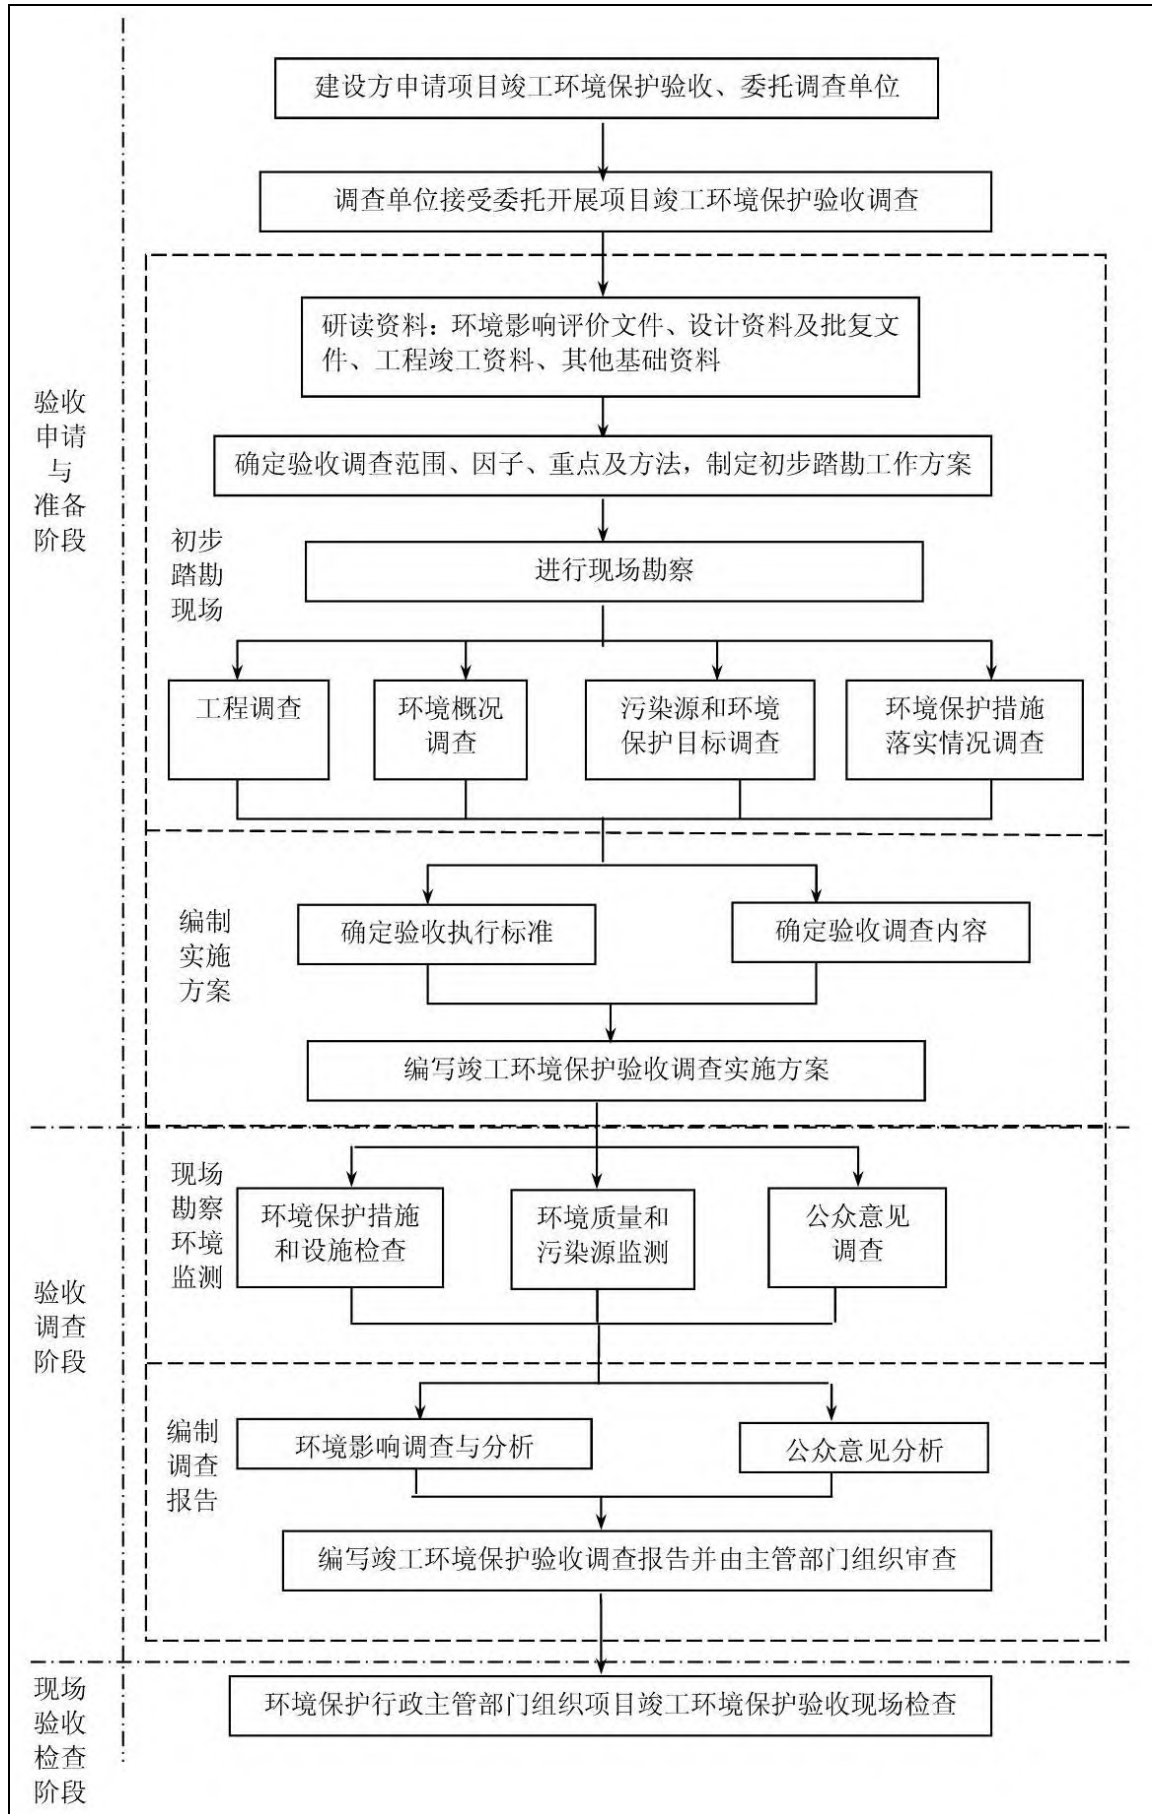 建设方申请项目竣工环境保护验收、委托调查单位
调查单位接受委托开展项目竣工环境保护验收调查
验收
申请
与
准备
阶段
初步
踏勘
现场
研读资料：环境影响评价文件、设计资料及批复文
件、工程竣工资料、其他基础资料
确定验收调查范围、因子、重点及方法，制定初步踏勘工作方案
进行现场勘察
工程调查
环境概况
调查
污染源和环境
保护目标调查
环境保护措施
落实情况调查
编制
实施
方案
确定验收执行标准
确定验收调查内容
编写竣工环境保护验收调查实施方案
验收
调查
阶段
现场
勘察
环境
监测
环境保护措施
和设施检查
环境质量和
污染源监测
公众意见
调查
编制
调查
报告
环境影响调查与分析
公众意见分析
编写竣工环境保护验收调查报告并由主管部门组织审查
现场
验收
检查
阶段
环境保护行政主管部门组织项目竣工环境保护验收现场检查